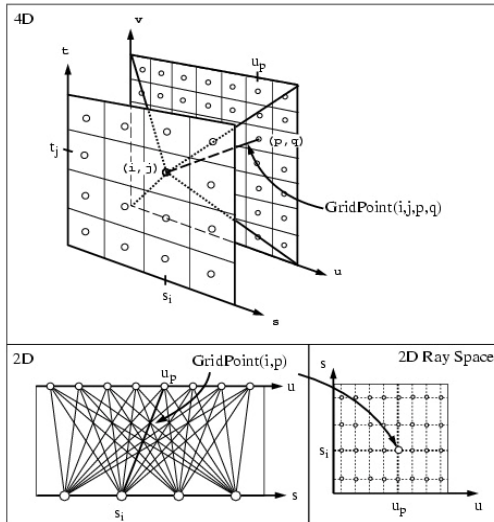 4D
v
t
u_p
t_j
(i,j)
(p,q)
GridPoint(i,j,p,q)
u
s_i
s
2D
GridPoint(i,p)
u_p
u
s
s_i
2D Ray Space
s
s_i
u_p
u